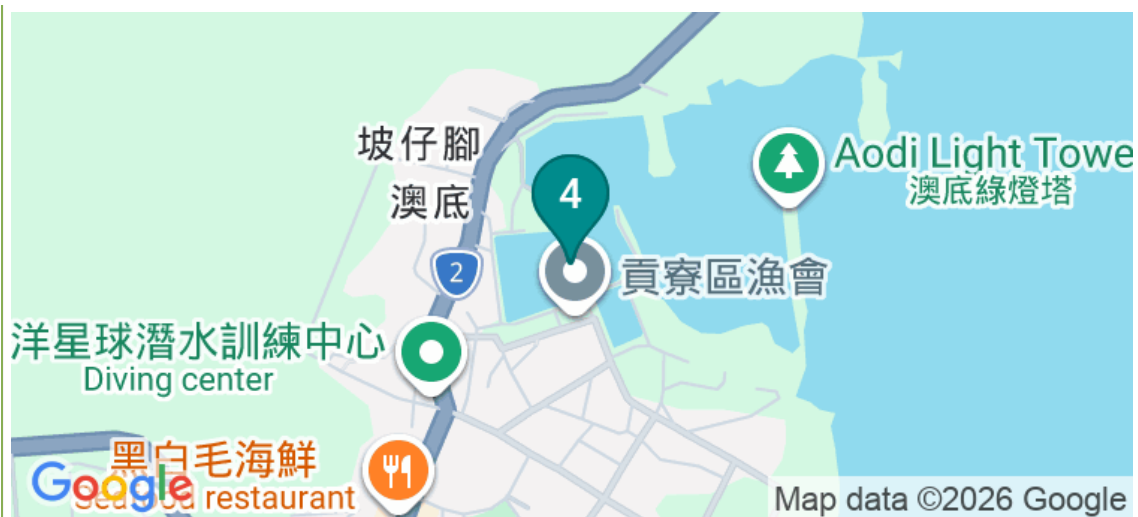 坡仔腳
澳底
4
Aodi Light Towe
澳底綠燈塔
2
貢寮區漁會
洋星球潛水訓練中心
Diving center
黑白毛海鮮
Seafood restaurant
Google
Map data ©2026 Google